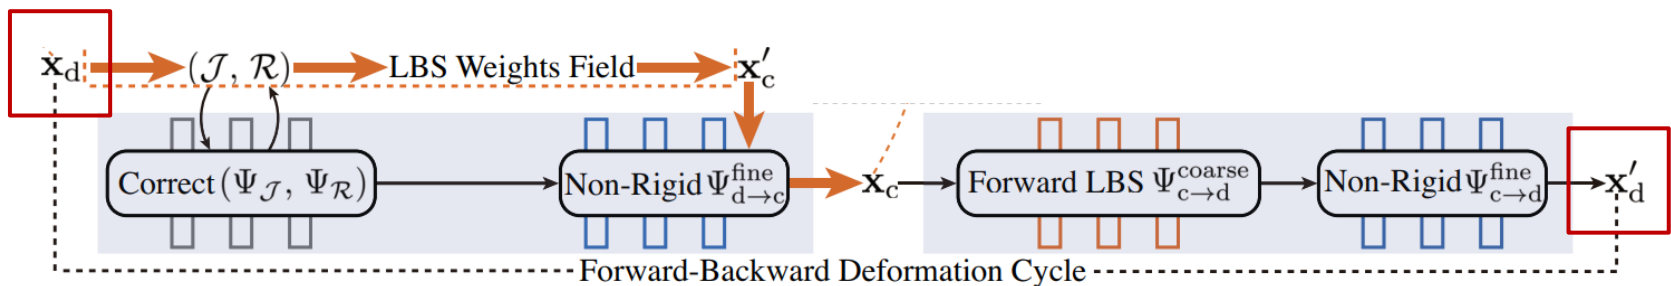 x_d (𝒥, ℛ) LBS Weights Field x′_c
Correct (Ψ_𝒥, Ψ_ℛ) Non-Rigid Ψ^fine_d→c x_c Forward LBS Ψ^coarse_c→d Non-Rigid Ψ^fine_c→d x′_d
Forward-Backward Deformation Cycle